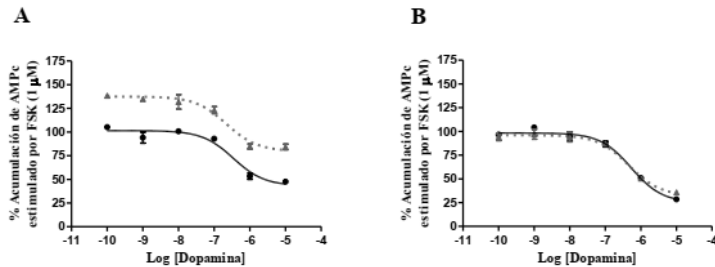 A
B
% Acumulación de AMPc
estimulado por FSK (1 µM)
175
150
125
100
75
50
25
0
-11 -10 -9 -8 -7 -6 -5 -4
Log [Dopamina]
% Acumulación de AMPc
estimulado por FSK (1 µM)
175
150
125
100
75
50
25
0
-11 -10 -9 -8 -7 -6 -5 -4
Log [Dopamina]